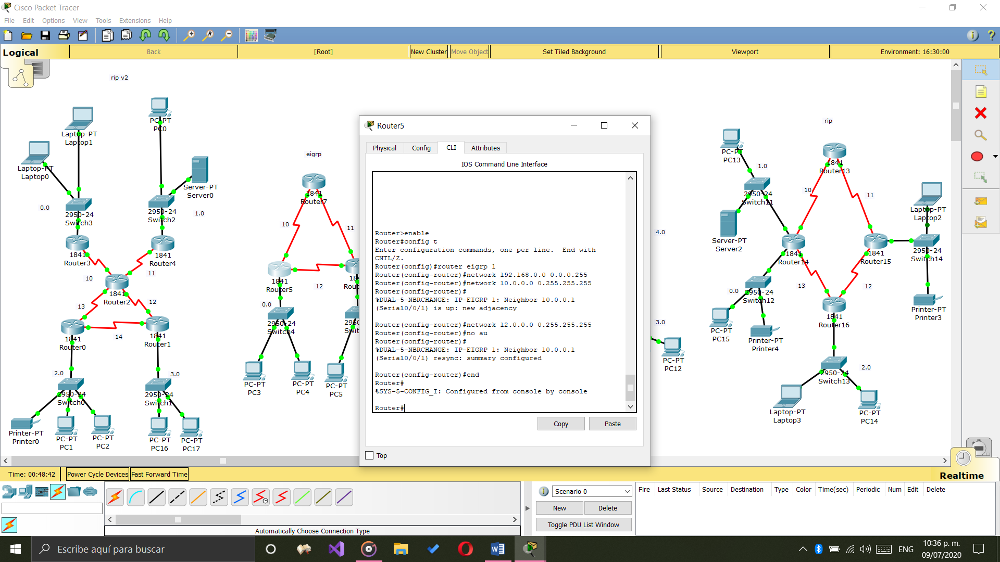 Cisco Packet Tracer
File Edit Options View Tools Extensions Help
Logical
Back
[Root]
New Cluster
Move Object
Set Tiled Background
Viewport
Environment: 16:30:00
rip v2
Laptop-PT
Laptop1
PC-PT
PC0
Laptop-PT
Laptop0
Server-PT
Server0
0.0
2950-24
Switch3
2950-24
Switch2
1.0
1841
Router3
1841
Router4
10
11
1841
Router2
13
12
1841
Router0
14
1841
Router1
2.0
3.0
2950-24
Switch0
2950-24
Switch1
Printer-PT
Printer0
PC-PT
PC1
PC-PT
PC2
PC-PT
PC16
PC-PT
PC17
eigrp
1841
Router7
10
11
1841
Router5
12
0.0
2950-24
Switch4
PC-PT
PC3
PC-PT
PC4
PC-PT
PC5
Router5
Physical
Config
CLI
Attributes
IOS Command Line Interface
Router>enable
Router#config t
Enter configuration commands, one per line.  End with
CNTL/Z.
Router(config)#router eigrp 1
Router(config-router)#network 192.168.0.0 0.0.0.255
Router(config-router)#network 10.0.0.0 0.255.255.255
Router(config-router)#
%DUAL-5-NBRCHANGE: IP-EIGRP 1: Neighbor 10.0.0.1
(Serial0/0/1) is up: new adjacency
Router(config-router)#network 12.0.0.0 0.255.255.255
Router(config-router)#no au
Router(config-router)#
%DUAL-5-NBRCHANGE: IP-EIGRP 1: Neighbor 10.0.0.1
(Serial0/0/1) resync: summary configured
Router(config-router)#end
Router#
%SYS-5-CONFIG_I: Configured from console by console
Router#
Copy
Paste
Top
4.0
3.0
PC-PT
PC12
rip
PC-PT
PC13
1.0
1841
Router13
2950-24
Switch11
10
11
Laptop-PT
Laptop2
Server-PT
Server2
1841
Router14
1841
Router15
2950-24
Switch14
0.0
2950-24
Switch12
13
12
PC-PT
PC15
Printer-PT
Printer4
1841
Router16
Printer-PT
Printer3
2950-24
Switch13
2.0
Laptop-PT
Laptop3
PC-PT
PC14
Time: 00:48:42
Power Cycle Devices
Fast Forward Time
Realtime
Scenario 0
New
Delete
Toggle PDU List Window
Fire Last Status Source Destination Type Color Time(sec) Periodic Num Edit Delete
Automatically Choose Connection Type
Escribe aquí para buscar
ENG
10:36 p. m.
09/07/2020